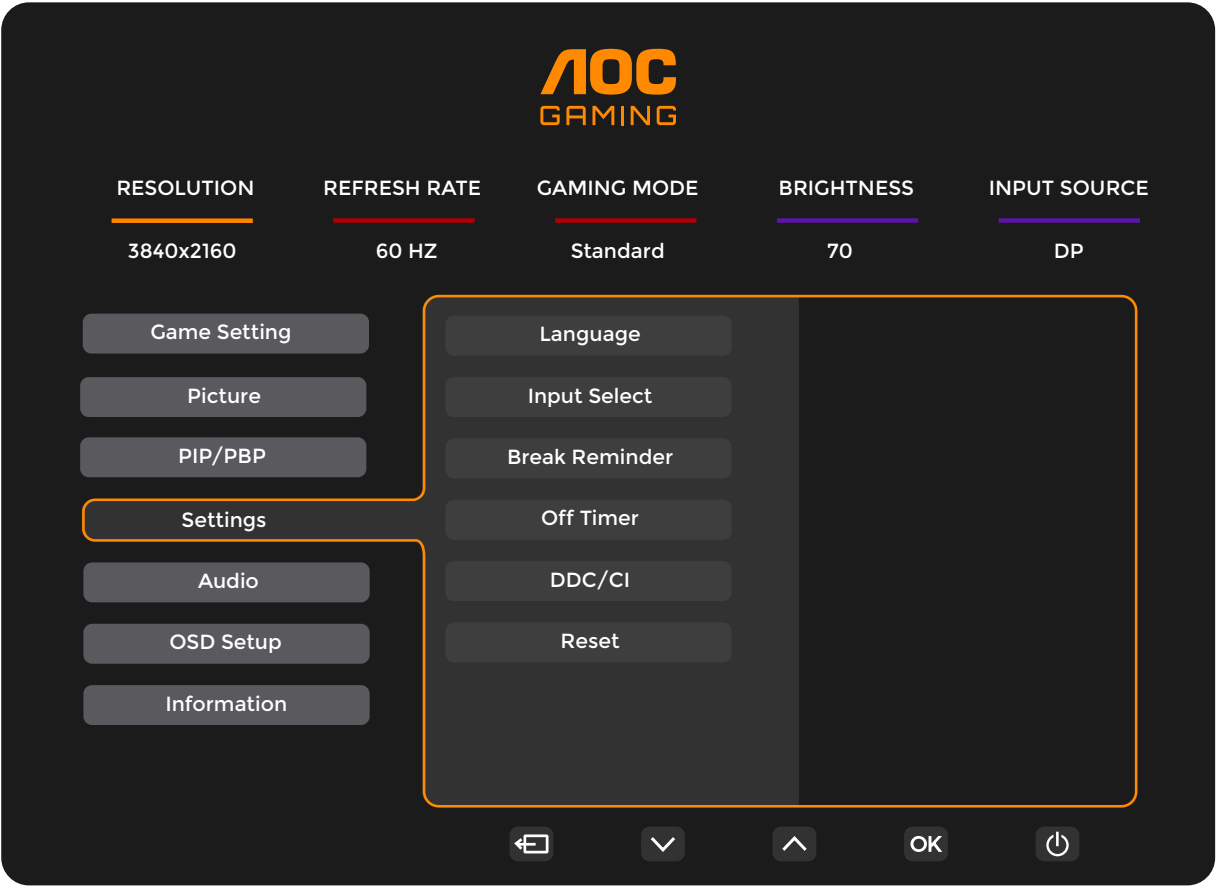 AOC
GAMING
RESOLUTION REFRESH RATE GAMING MODE BRIGHTNESS INPUT SOURCE
3840x2160 60 HZ Standard 70 DP
Game Setting
Picture
PIP/PBP
Settings
Audio
OSD Setup
Information
Language
Input Select
Break Reminder
Off Timer
DDC/CI
Reset
OK